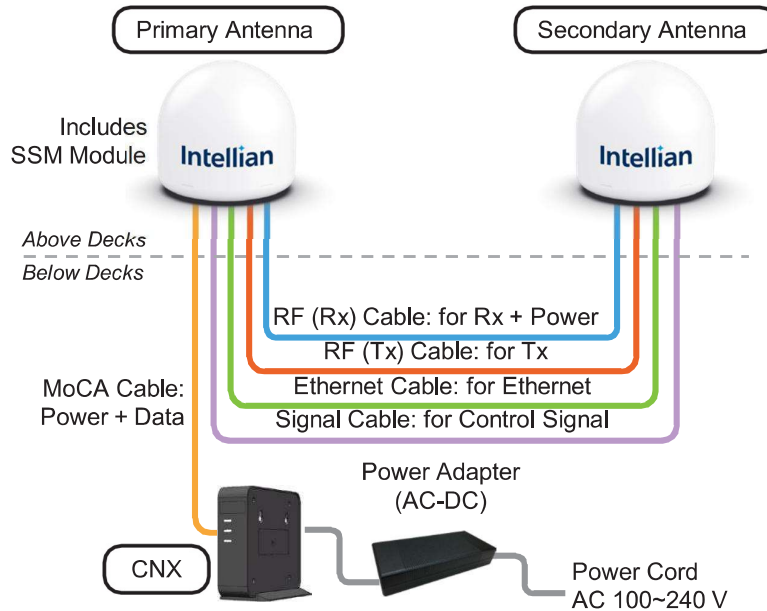 Primary Antenna
Secondary Antenna
Includes
SSM Module
Intellian
Intellian
Above Decks
Below Decks
RF (Rx) Cable: for Rx + Power
RF (Tx) Cable: for Tx
MoCA Cable:
Power + Data
Ethernet Cable: for Ethernet
Signal Cable: for Control Signal
Power Adapter
(AC-DC)
CNX
Power Cord
AC 100~240 V